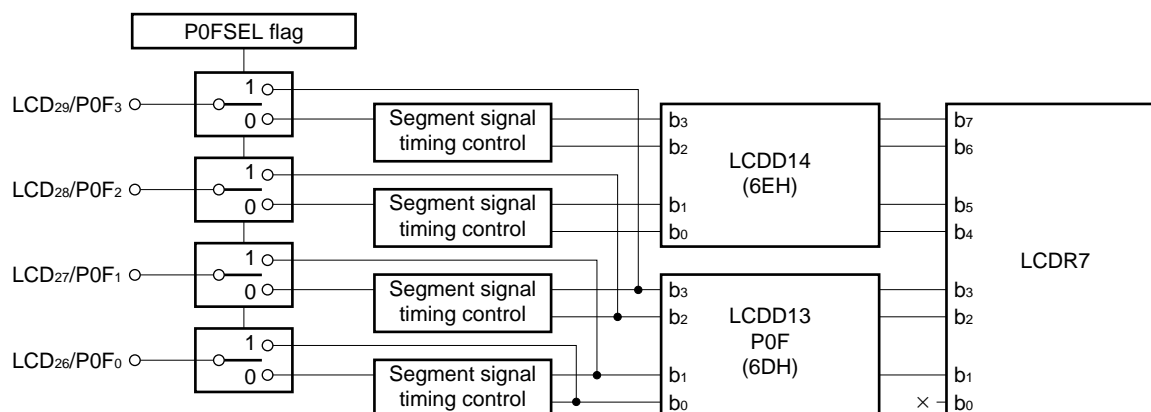 P0FSEL flag
LCD29/P0F3
1
0
Segment signal
timing control
b3
b2
LCDD14
(6EH)
b7
b6
LCD28/P0F2
1
0
Segment signal
timing control
b1
b0
b5
b4
LCDR7
LCD27/P0F1
1
0
Segment signal
timing control
b3
b2
LCDD13
P0F
(6DH)
b3
b2
LCD26/P0F0
1
0
Segment signal
timing control
b1
b0
b1
× b0